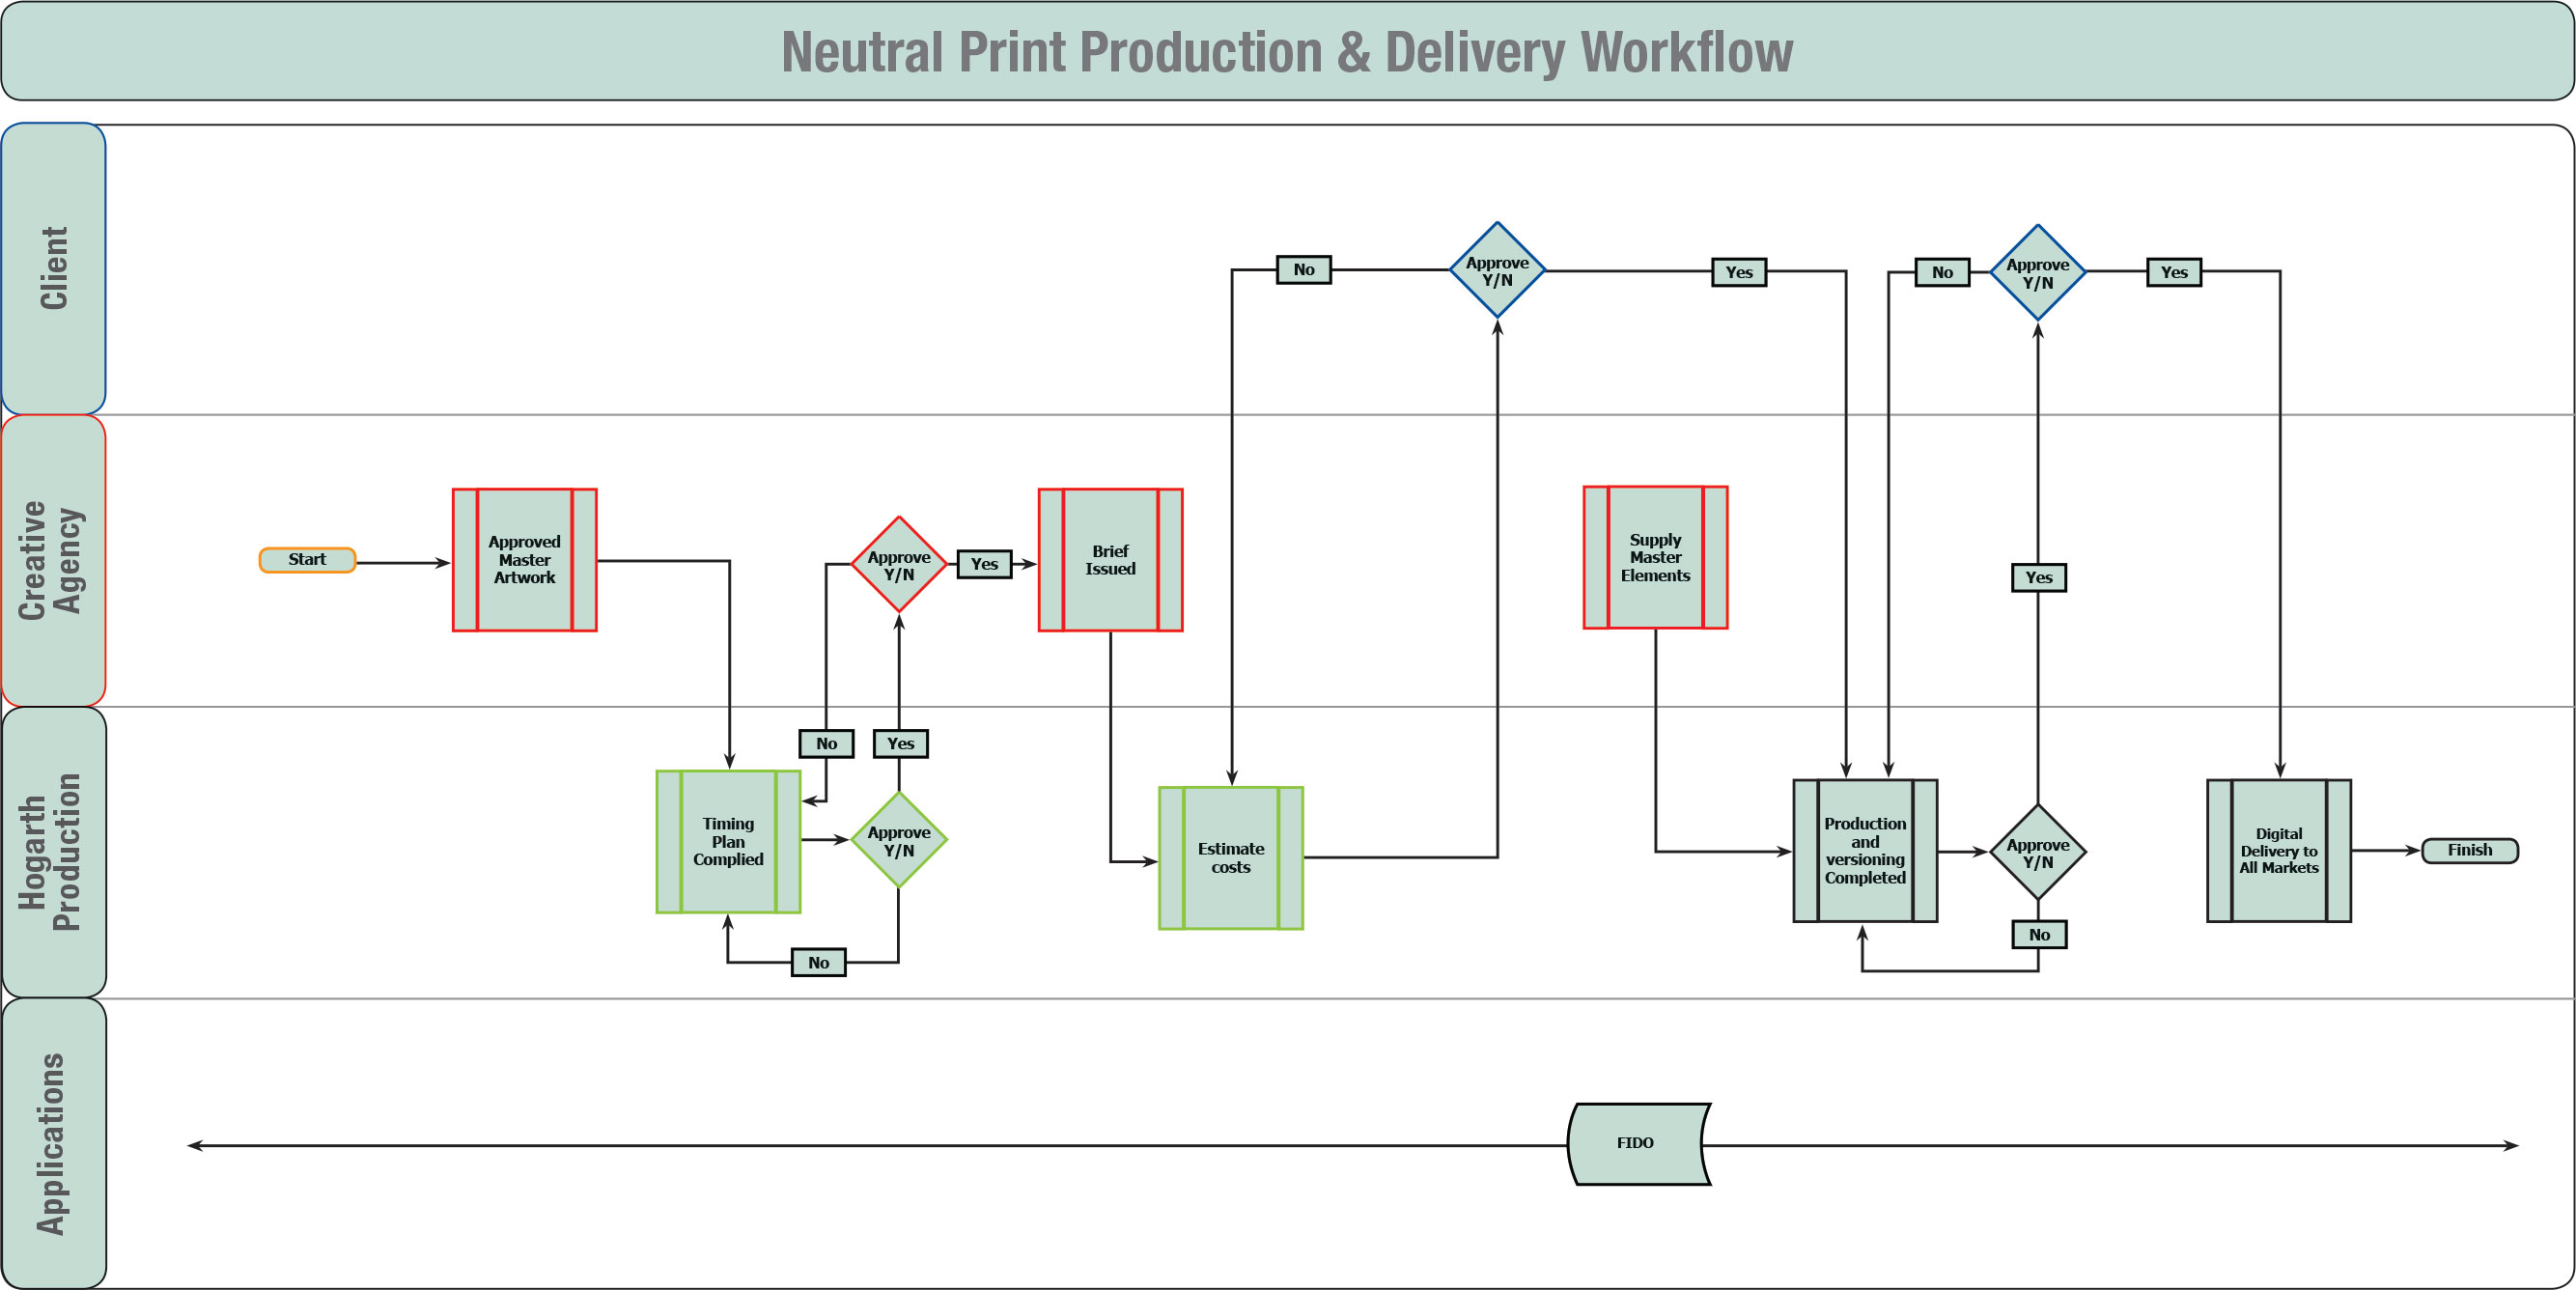 Neutral Print Production & Delivery Workflow
Client
No
Approve
Y/N
Yes
No
Approve
Y/N
Yes
Creative
Agency
Start
Approved
Master
Artwork
Approve
Y/N
Yes
Brief
Issued
Supply
Master
Elements
Yes
Hogarth
Production
No
Yes
Timing
Plan
Complied
Approve
Y/N
No
Estimate
costs
Production
and
versioning
Completed
Approve
Y/N
No
Digital
Delivery to
All Markets
Finish
Applications
FIDO